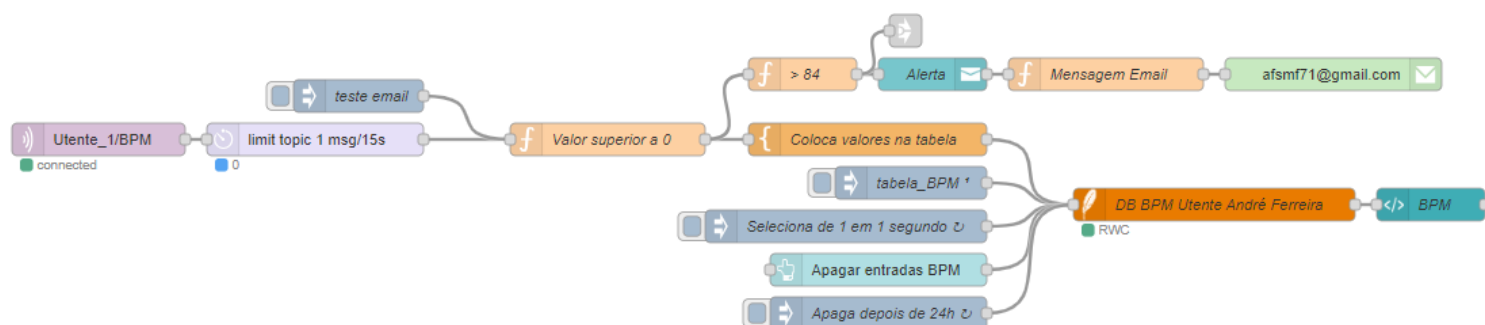 > 84
Alerta
Mensagem Email
afsmf71@gmail.com
teste email
Utente_1/BPM
limit topic 1 msg/15s
Valor superior a 0
Coloca valores na tabela
connected
0
tabela_BPM ¹
DB BPM Utente André Ferreira
BPM
Seleciona de 1 em 1 segundo ↻
RWC
Apagar entradas BPM
Apaga depois de 24h ↻